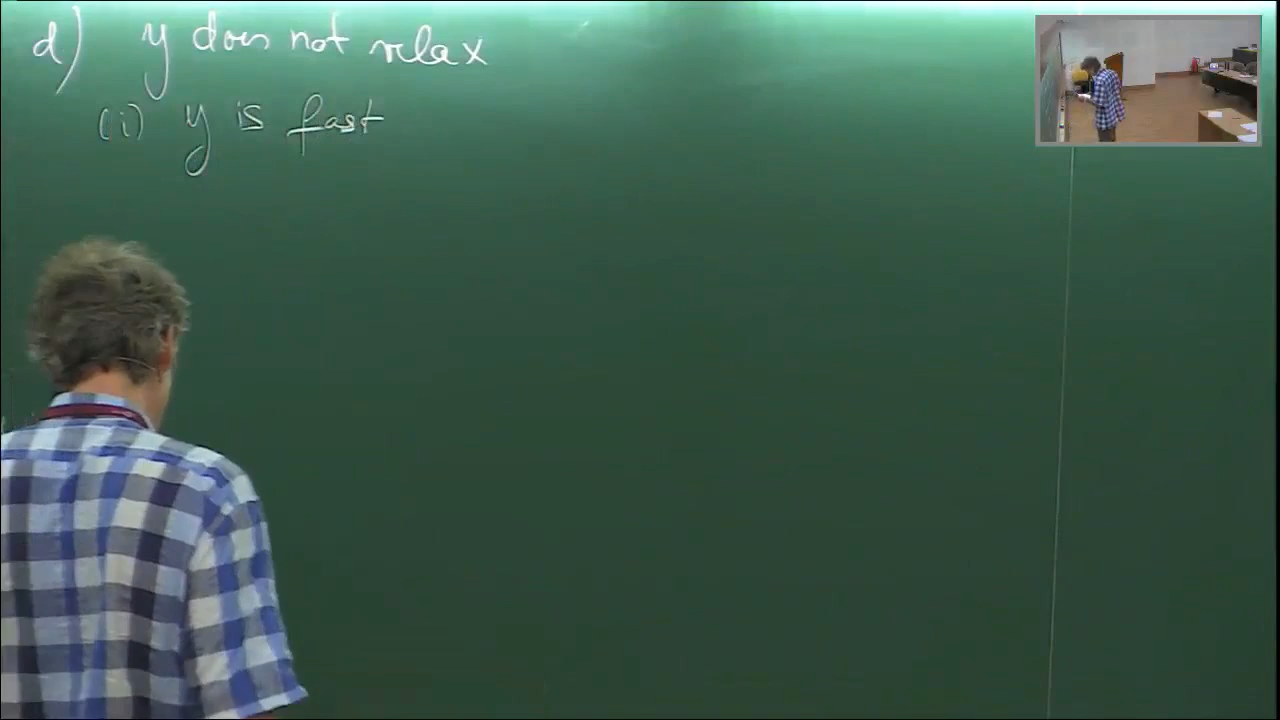 d) y does not relax
(i) y is fast